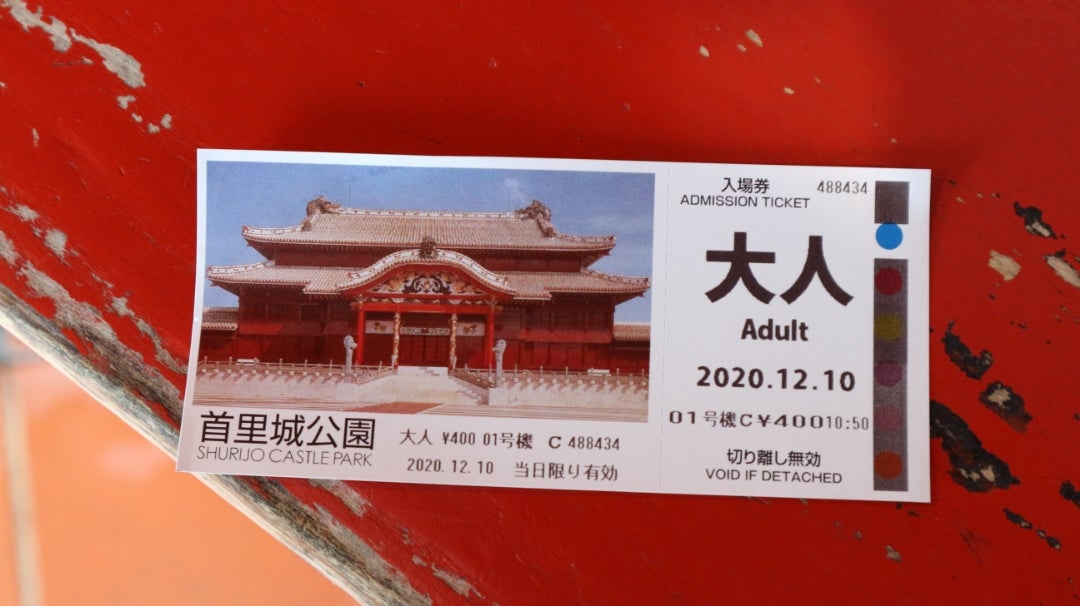 首里城公園
SHURIJO CASTLE PARK
大人 ¥400 01号機 C 488434
2020.12.10 当日限り有効
入場券 488434
ADMISSION TICKET
大人
Adult
2020.12.10
01号機C¥40010:50
切り離し無効
VOID IF DETACHED